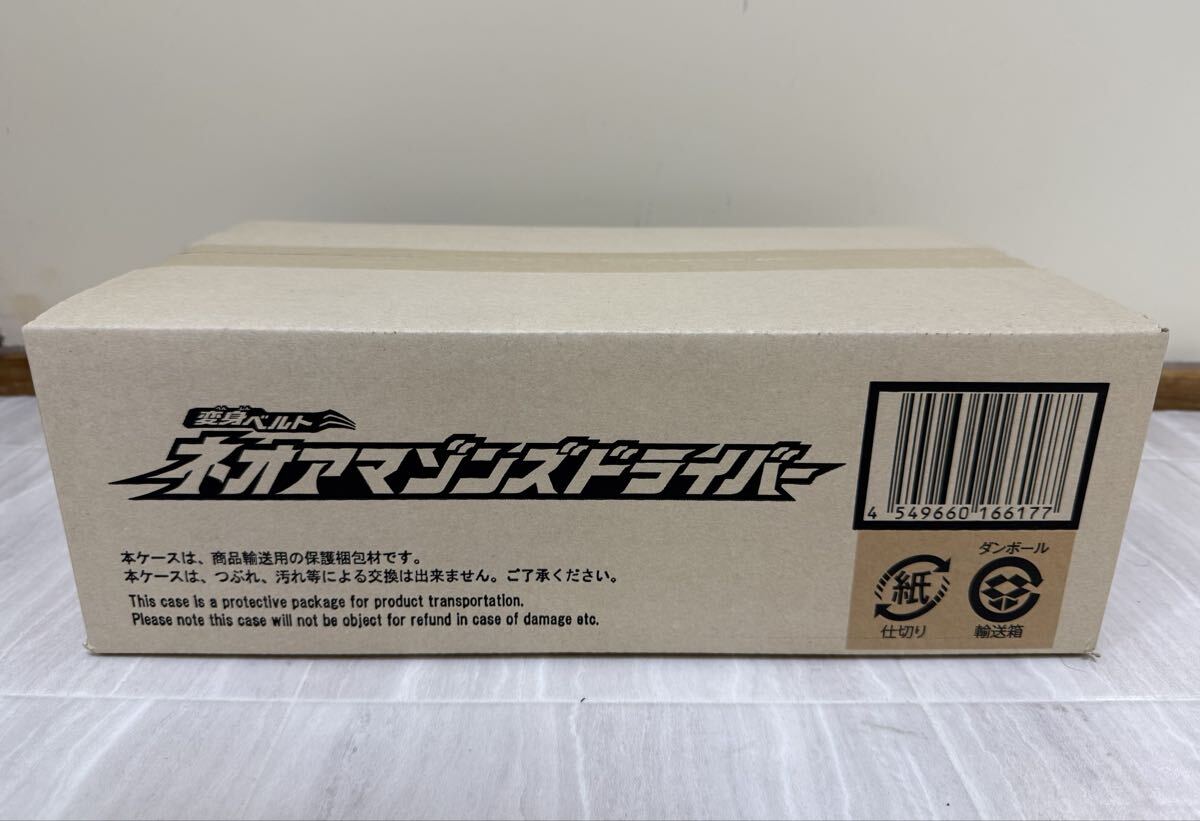 変身ベルト
ネオアマゾンズドライバー
本ケースは、商品輸送用の保護梱包材です。
本ケースは、つぶれ、汚れ等による交換は出来ません。ご了承ください。
This case is a protective package for product transportation.
Please note this case will not be object for refund in case of damage etc.
4 549660 166177
ダンボール
紙
仕切り
輸送箱